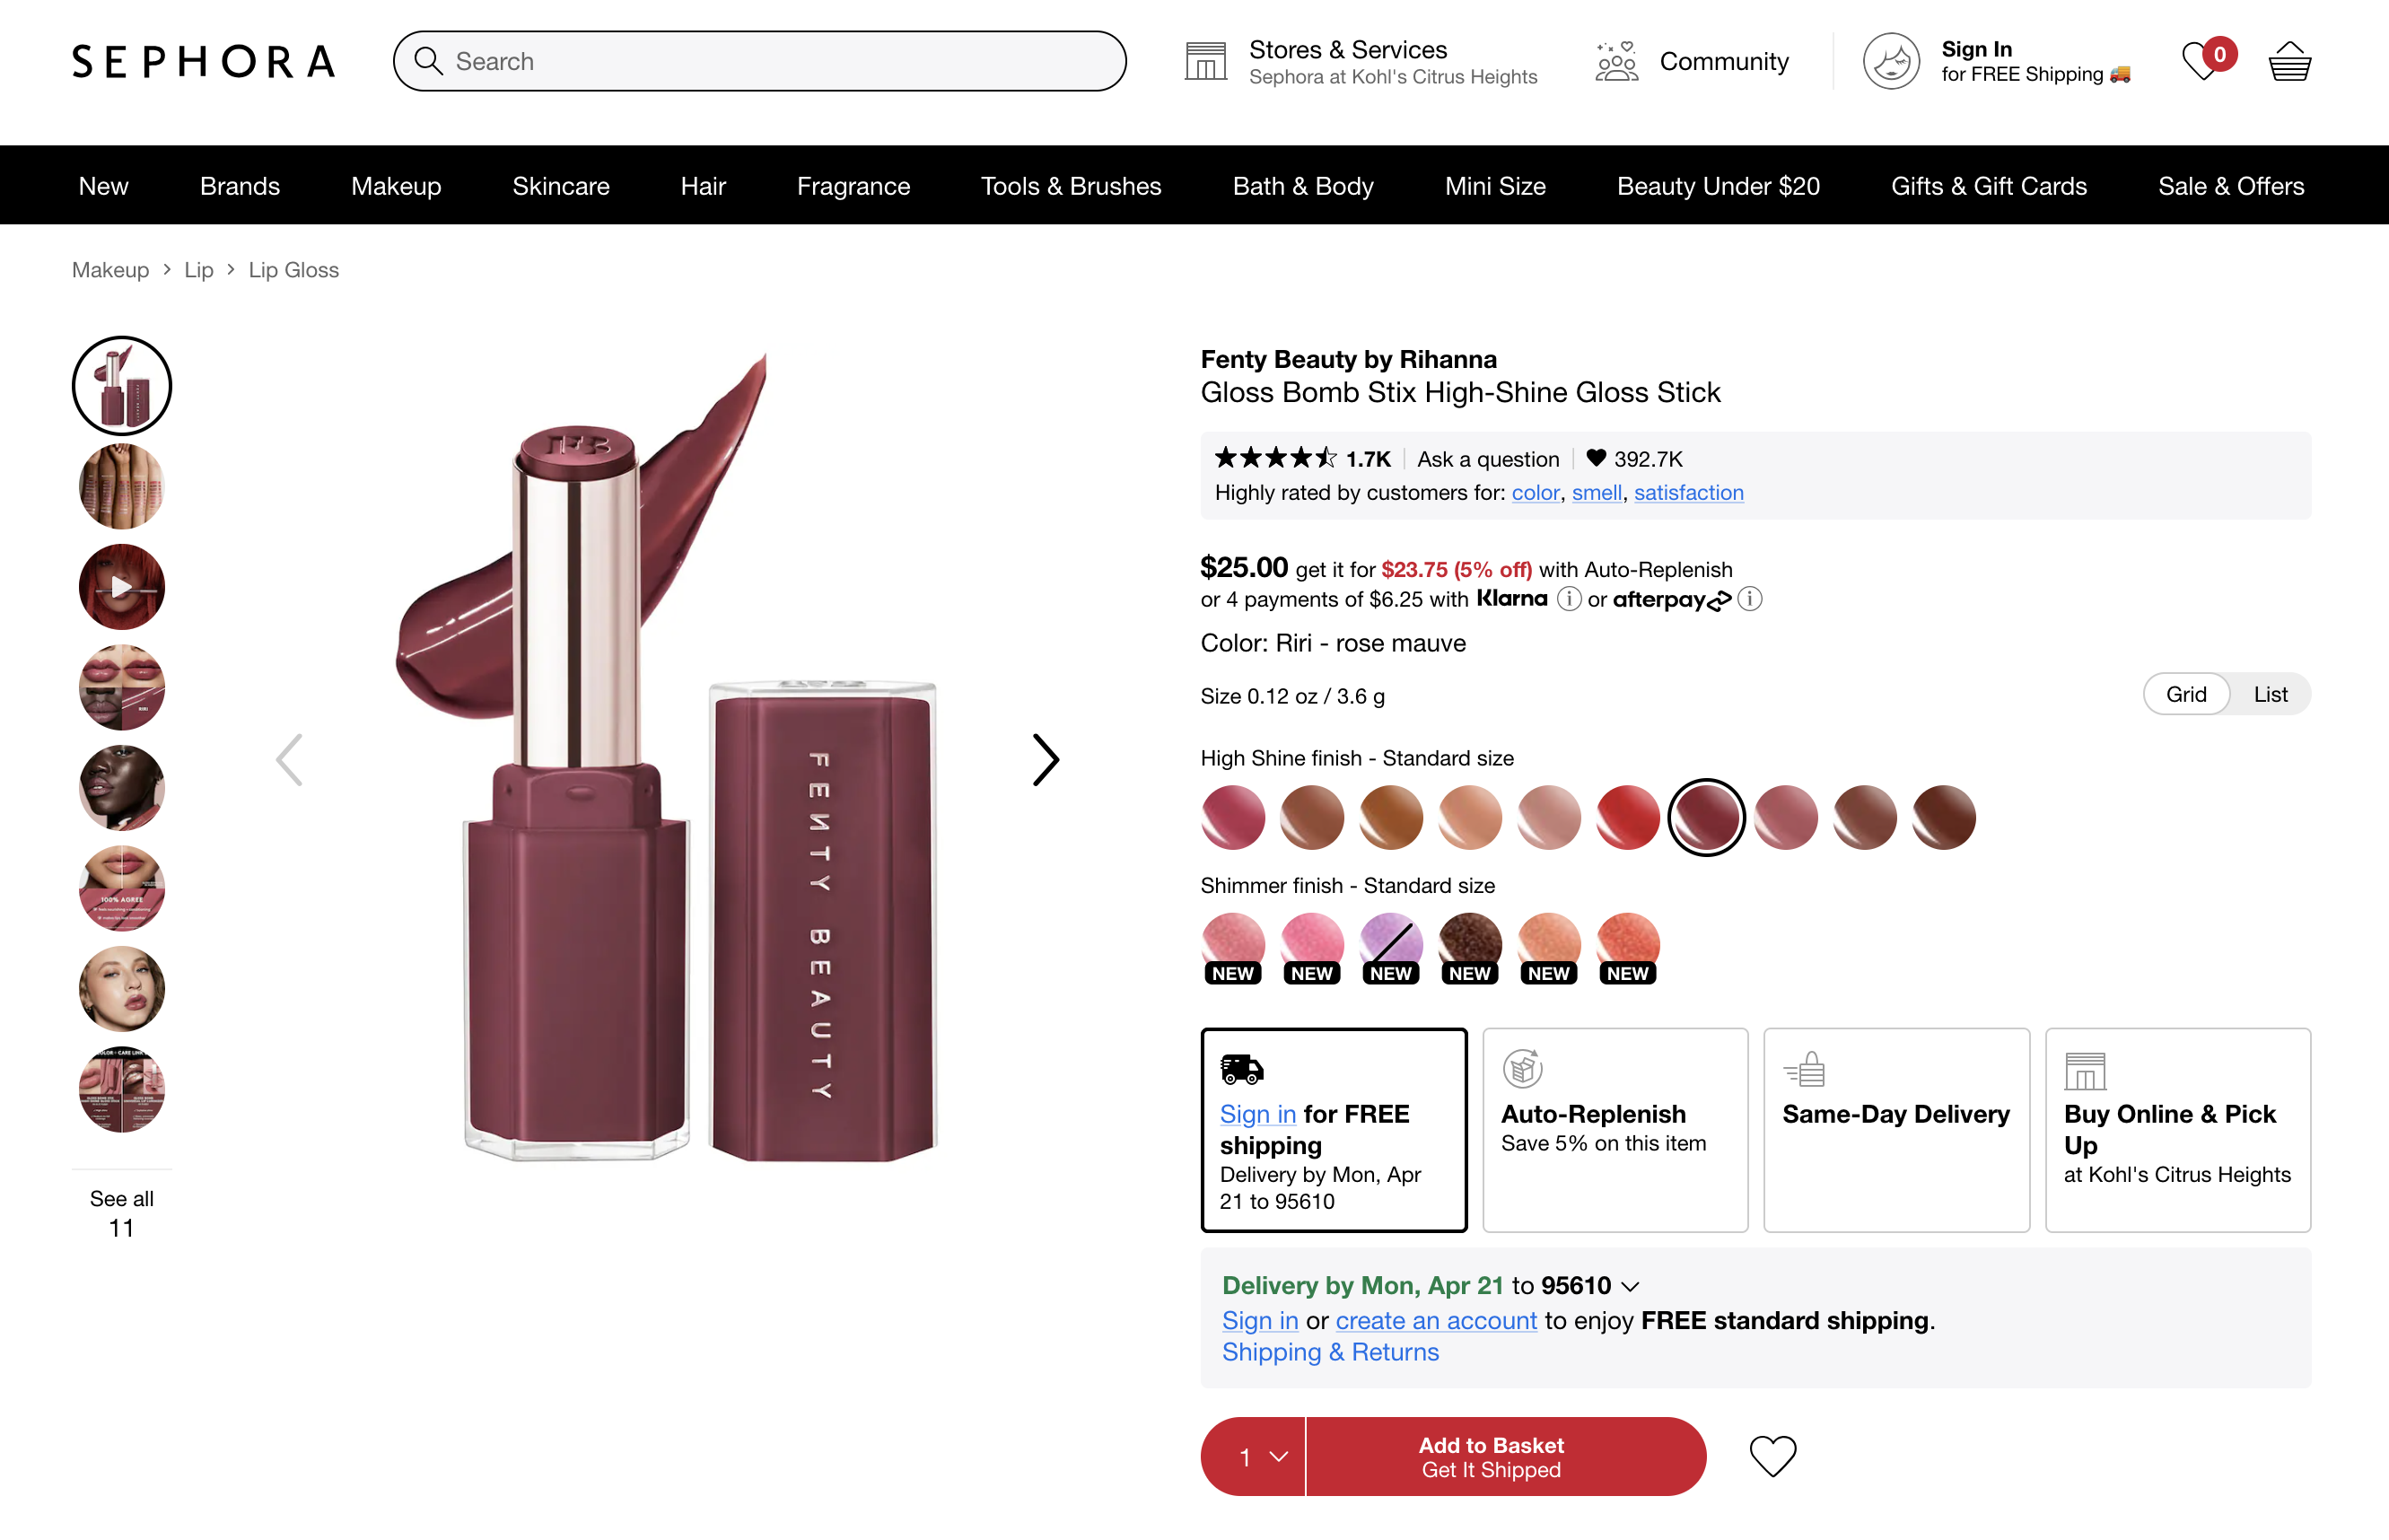 SEPHORA
Search
Stores & Services
Sephora at Kohl's Citrus Heights
Community
Sign In
for FREE Shipping 🚚
0
New Brands Makeup Skincare Hair Fragrance Tools & Brushes Bath & Body Mini Size Beauty Under $20 Gifts & Gift Cards Sale & Offers
Makeup > Lip > Lip Gloss
FENTY BEAUTY
RIRI
100% AGREE
See all
11
Fenty Beauty by Rihanna
Gloss Bomb Stix High-Shine Gloss Stick
1.7K | Ask a question | 392.7K
Highly rated by customers for: color, smell, satisfaction
$25.00 get it for $23.75 (5% off) with Auto-Replenish
or 4 payments of $6.25 with Klarna or afterpay
Color: Riri - rose mauve
Size 0.12 oz / 3.6 g
Grid List
High Shine finish - Standard size
Shimmer finish - Standard size
NEW NEW NEW NEW NEW NEW
Sign in for FREE
shipping
Delivery by Mon, Apr
21 to 95610
Auto-Replenish
Save 5% on this item
Same-Day Delivery
Buy Online & Pick
Up
at Kohl's Citrus Heights
Delivery by Mon, Apr 21 to 95610
Sign in or create an account to enjoy FREE standard shipping.
Shipping & Returns
1
Add to Basket
Get It Shipped